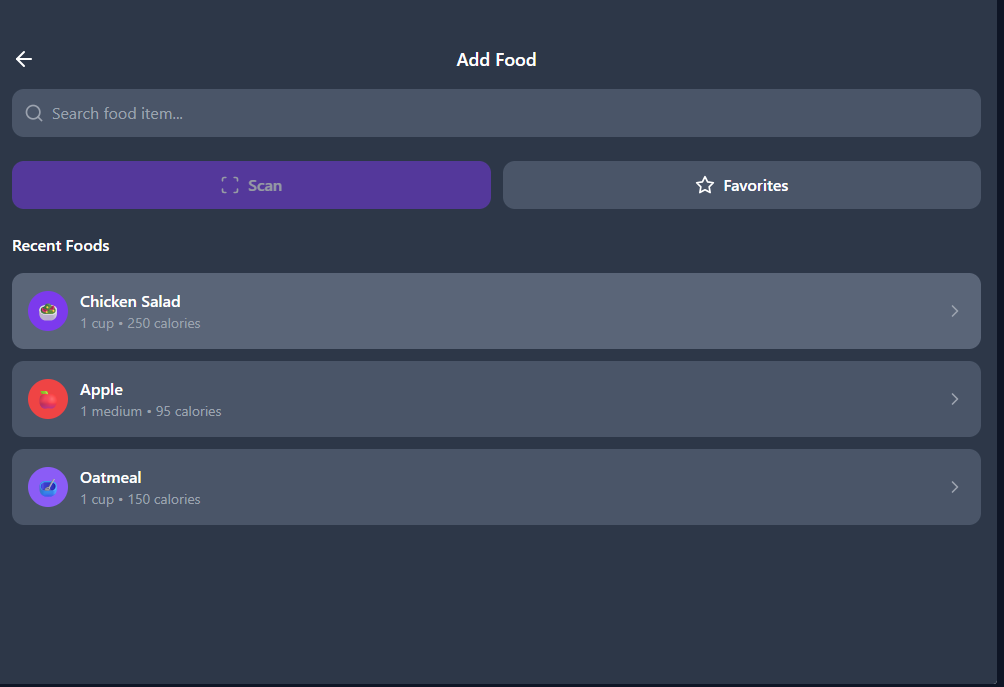 Add Food
Search food item...
Scan
Favorites
Recent Foods
Chicken Salad
1 cup • 250 calories
Apple
1 medium • 95 calories
Oatmeal
1 cup • 150 calories